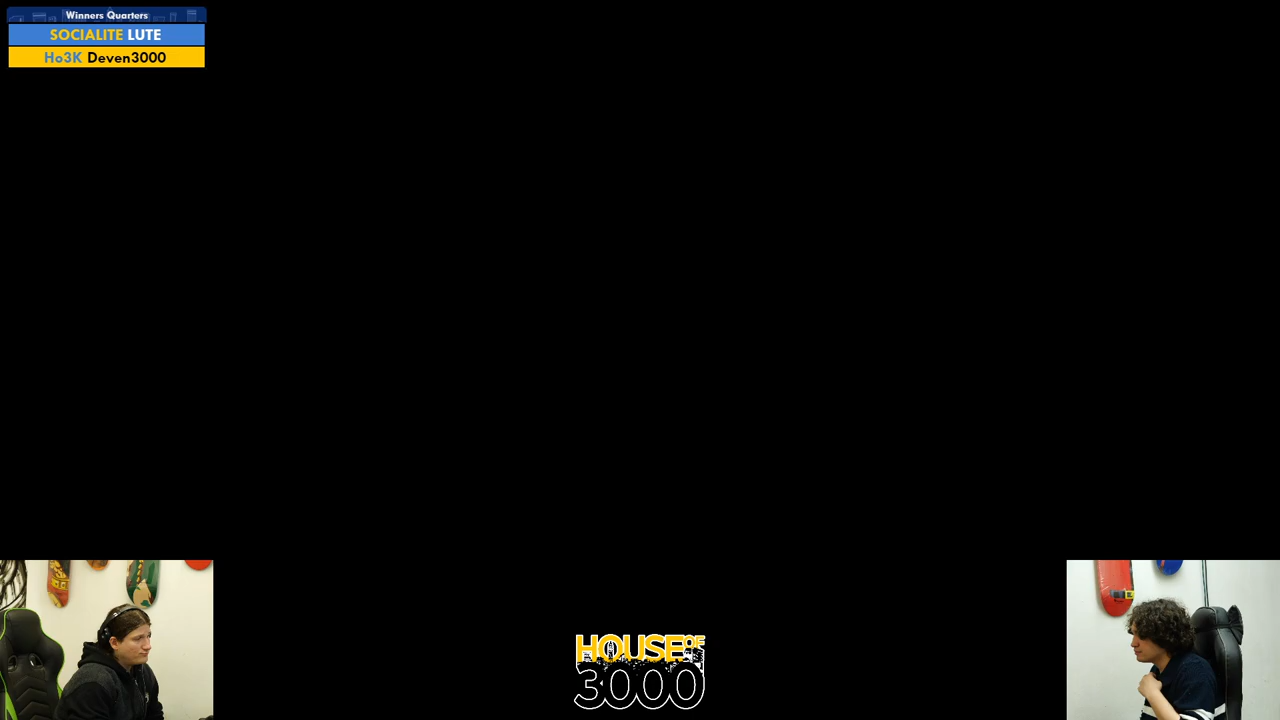 Winners Quarters
SOCIALITE LUTE
Ho3K Deven3000
HOUSE OF
3000